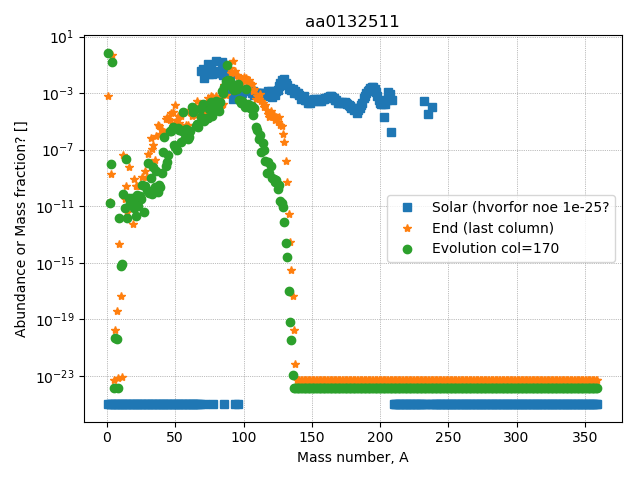 aa0132511
Abundance or Mass fraction? []
10^1
10^-3
10^-7
10^-11
10^-15
10^-19
10^-23
Solar (hvorfor noe 1e-25?
End (last column)
Evolution col=170
0 50 100 150 200 250 300 350
Mass number, A